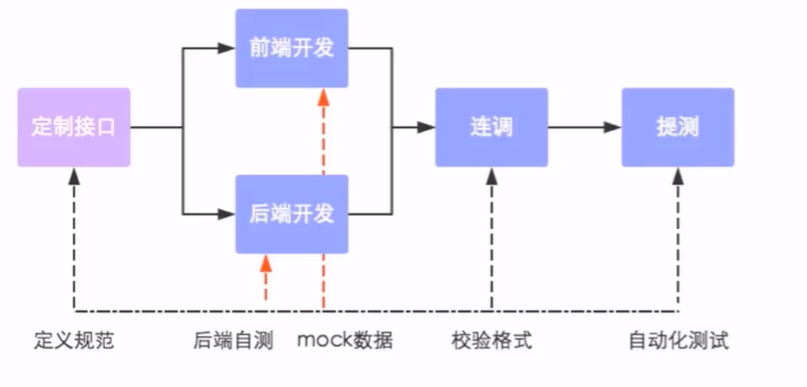 前端开发
定制接口
连调
提测
后端开发
定义规范
后端自测
mock数据
校验格式
自动化测试